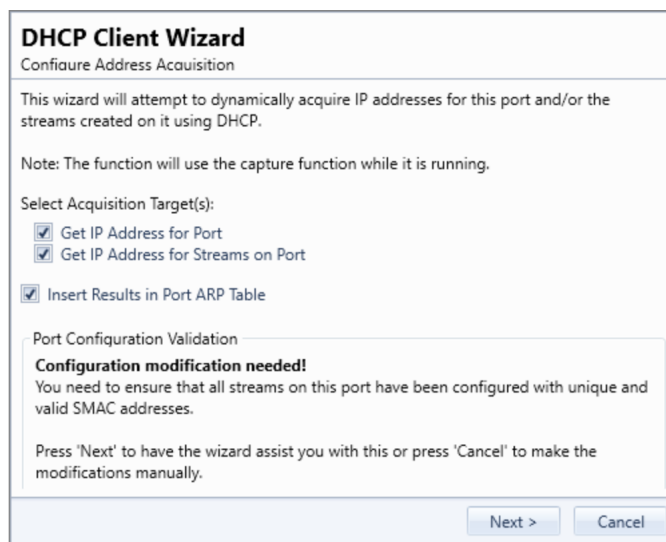 DHCP Client Wizard
Configure Address Acquisition
This wizard will attempt to dynamically acquire IP addresses for this port and/or the
streams created on it using DHCP.
Note: The function will use the capture function while it is running.
Select Acquisition Target(s):
Get IP Address for Port
Get IP Address for Streams on Port
Insert Results in Port ARP Table
Port Configuration Validation
Configuration modification needed!
You need to ensure that all streams on this port have been configured with unique and
valid SMAC addresses.
Press 'Next' to have the wizard assist you with this or press 'Cancel' to make the
modifications manually.
Next >
Cancel